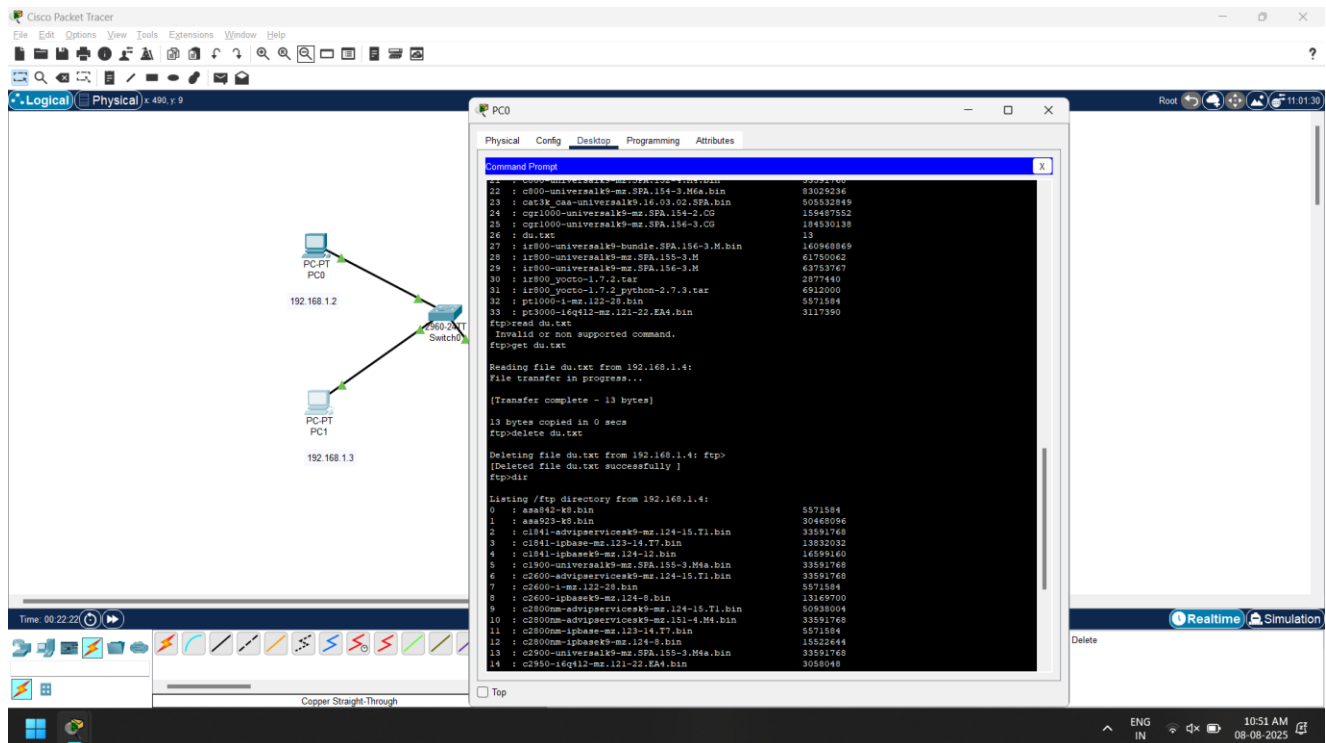 Cisco Packet Tracer
File Edit Options View Tools Extensions Window Help
?
Logical Physical x: 490, y: 9
Root 11:01:30
PC0
Physical Config Desktop Programming Attributes
Command Prompt
X
22 : c800-universalk9-mz.SPA.154-3.M6a.bin 83029236
23 : cat3k_caa-universalk9.16.03.02.SPA.bin 505532849
24 : cgr1000-universalk9-mz.SPA.154-2.CG 159487552
25 : cgr1000-universalk9-mz.SPA.156-3.CG 184530138
26 : du.txt 13
27 : ir800-universalk9-bundle.SPA.156-3.M.bin 160968869
28 : ir800-universalk9-mz.SPA.155-3.M 61750062
29 : ir800-universalk9-mz.SPA.156-3.M 63753767
30 : ir800_yocto-1.7.2.tar 2877440
31 : ir800_yocto-1.7.2_python-2.7.3.tar 6912000
32 : pt1000-i-mz.122-28.bin 5571584
33 : pt3000-i6q4l2-mz.121-22.EA4.bin 3117390
ftp>read du.txt
Invalid or non supported command.
ftp>get du.txt
Reading file du.txt from 192.168.1.4:
File transfer in progress...
[Transfer complete - 13 bytes]
13 bytes copied in 0 secs
ftp>delete du.txt
Deleting file du.txt from 192.168.1.4: ftp>
[Deleted file du.txt successfully ]
ftp>dir
Listing /ftp directory from 192.168.1.4:
0 : asa842-k8.bin 5571584
1 : asa923-k8.bin 30468096
2 : c1841-advipservicesk9-mz.124-15.T1.bin 33591768
3 : c1841-ipbase-mz.123-14.T7.bin 13832032
4 : c1841-ipbasek9-mz.124-12.bin 16599160
5 : c1900-universalk9-mz.SPA.155-3.M4a.bin 33591768
6 : c2600-advipservicesk9-mz.124-15.T1.bin 33591768
7 : c2600-i-mz.122-28.bin 5571584
8 : c2600-ipbasek9-mz.124-8.bin 13169700
9 : c2800nm-advipservicesk9-mz.124-15.T1.bin 50938004
10 : c2800nm-advipservicesk9-mz.151-4.M4.bin 33591768
11 : c2800nm-ipbase-mz.123-14.T7.bin 5571584
12 : c2800nm-ipbasek9-mz.124-8.bin 15522644
13 : c2900-universalk9-mz.SPA.155-3.M4a.bin 33591768
14 : c2950-i6q4l2-mz.121-22.EA4.bin 3058048
Top
PC-PT
PC0
192.168.1.2
2960-24TT
Switch0
PC-PT
PC1
192.168.1.3
Time: 00:22:22
Realtime Simulation
Delete
Copper Straight-Through
ENG
IN
10:51 AM
08-08-2025